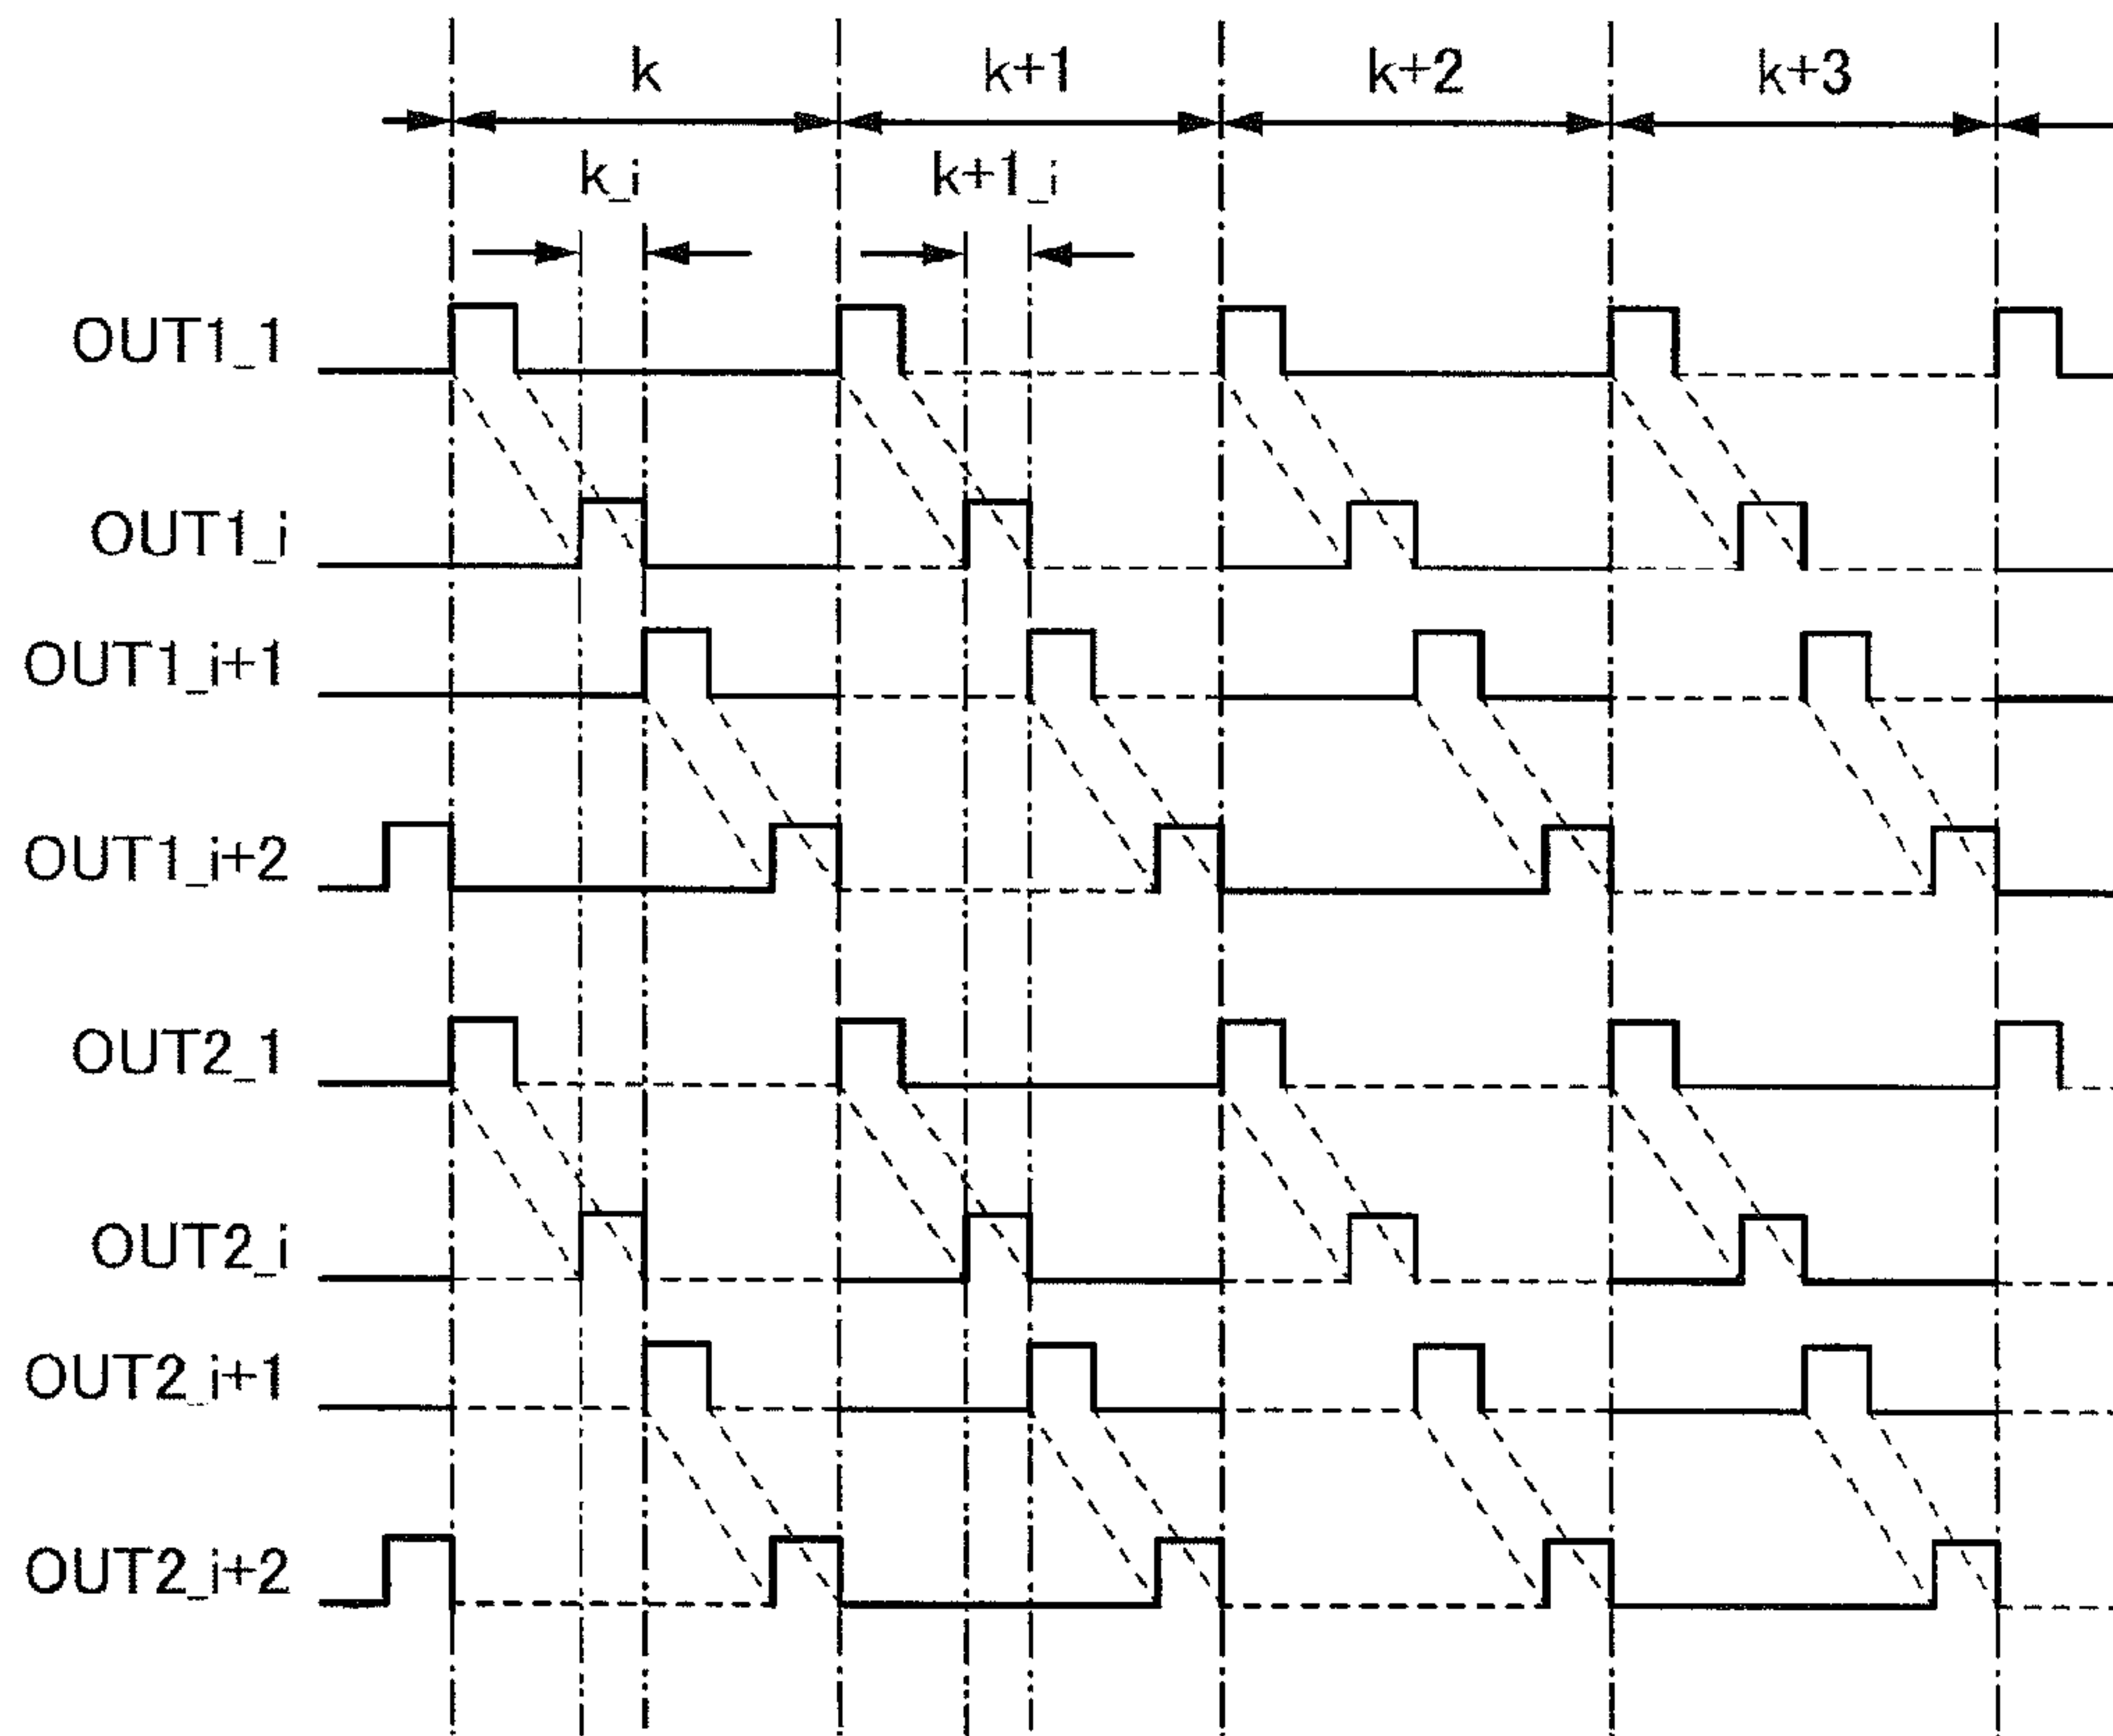 k k+1 k+2 k+3
k_i k+1_i
OUT1_1
OUT1_i
OUT1_i+1
OUT1_i+2
OUT2_1
OUT2_i
OUT2_i+1
OUT2_i+2